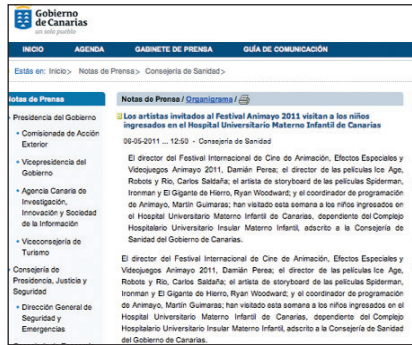 Gobierno
de Canarias
un solo pueblo
INICIO AGENDA GABINETE DE PRENSA GUÍA DE COMUNICACIÓN
Estás en: Inicio> Notas de Prensa> Consejería de Sanidad>
Notas de Prensa
Presidencia del Gobierno
Comisionada de Acción
Exterior
Vicepresidencia del
Gobierno
Agencia Canaria de
Investigación,
Innovación y Sociedad
de la Información
Viceconsejería de
Turismo
Consejería de
Presidencia, Justicia y
Seguridad
Dirección General de
Seguridad y
Emergencias
Notas de Prensa / Organigrama /
Los artistas invitados al Festival Animayo 2011 visitan a los niños
ingresados en el Hospital Universitario Materno Infantil de Canarias
06-05-2011 ... 12:50 - Consejería de Sanidad
El director del Festival Internacional de Cine de Animación, Efectos Especiales y
Videojuegos Animayo 2011, Damián Perea; el director de las películas Ice Age,
Robots y Rio, Carlos Saldaña; el artista de storyboard de las películas Spiderman,
Ironman y El Gigante de Hierro, Ryan Woodward; y el coordinador de programación
de Animayo, Martín Guimaras; han visitado esta semana a los niños ingresados en
el Hospital Universitario Materno Infantil de Canarias, dependiente del Complejo
Hospitalario Universitario Insular Materno Infantil, adscrito a la Consejería de
Sanidad del Gobierno de Canarias.
El director del Festival Internacional de Cine de Animación, Efectos Especiales y
Videojuegos Animayo 2011, Damián Perea; el director de las películas Ice Age,
Robots y Rio, Carlos Saldaña; el artista de storyboard de las películas Spiderman,
Ironman y El Gigante de Hierro, Ryan Woodward; y el coordinador de programación
de Animayo, Martín Guimaras; han visitado esta semana a los niños ingresados en el
Hospital Universitario Materno Infantil de Canarias, dependiente del Complejo
Hospitalario Universitario Insular Materno Infantil, adscrito a la Consejería de Sanidad
del Gobierno de Canarias.